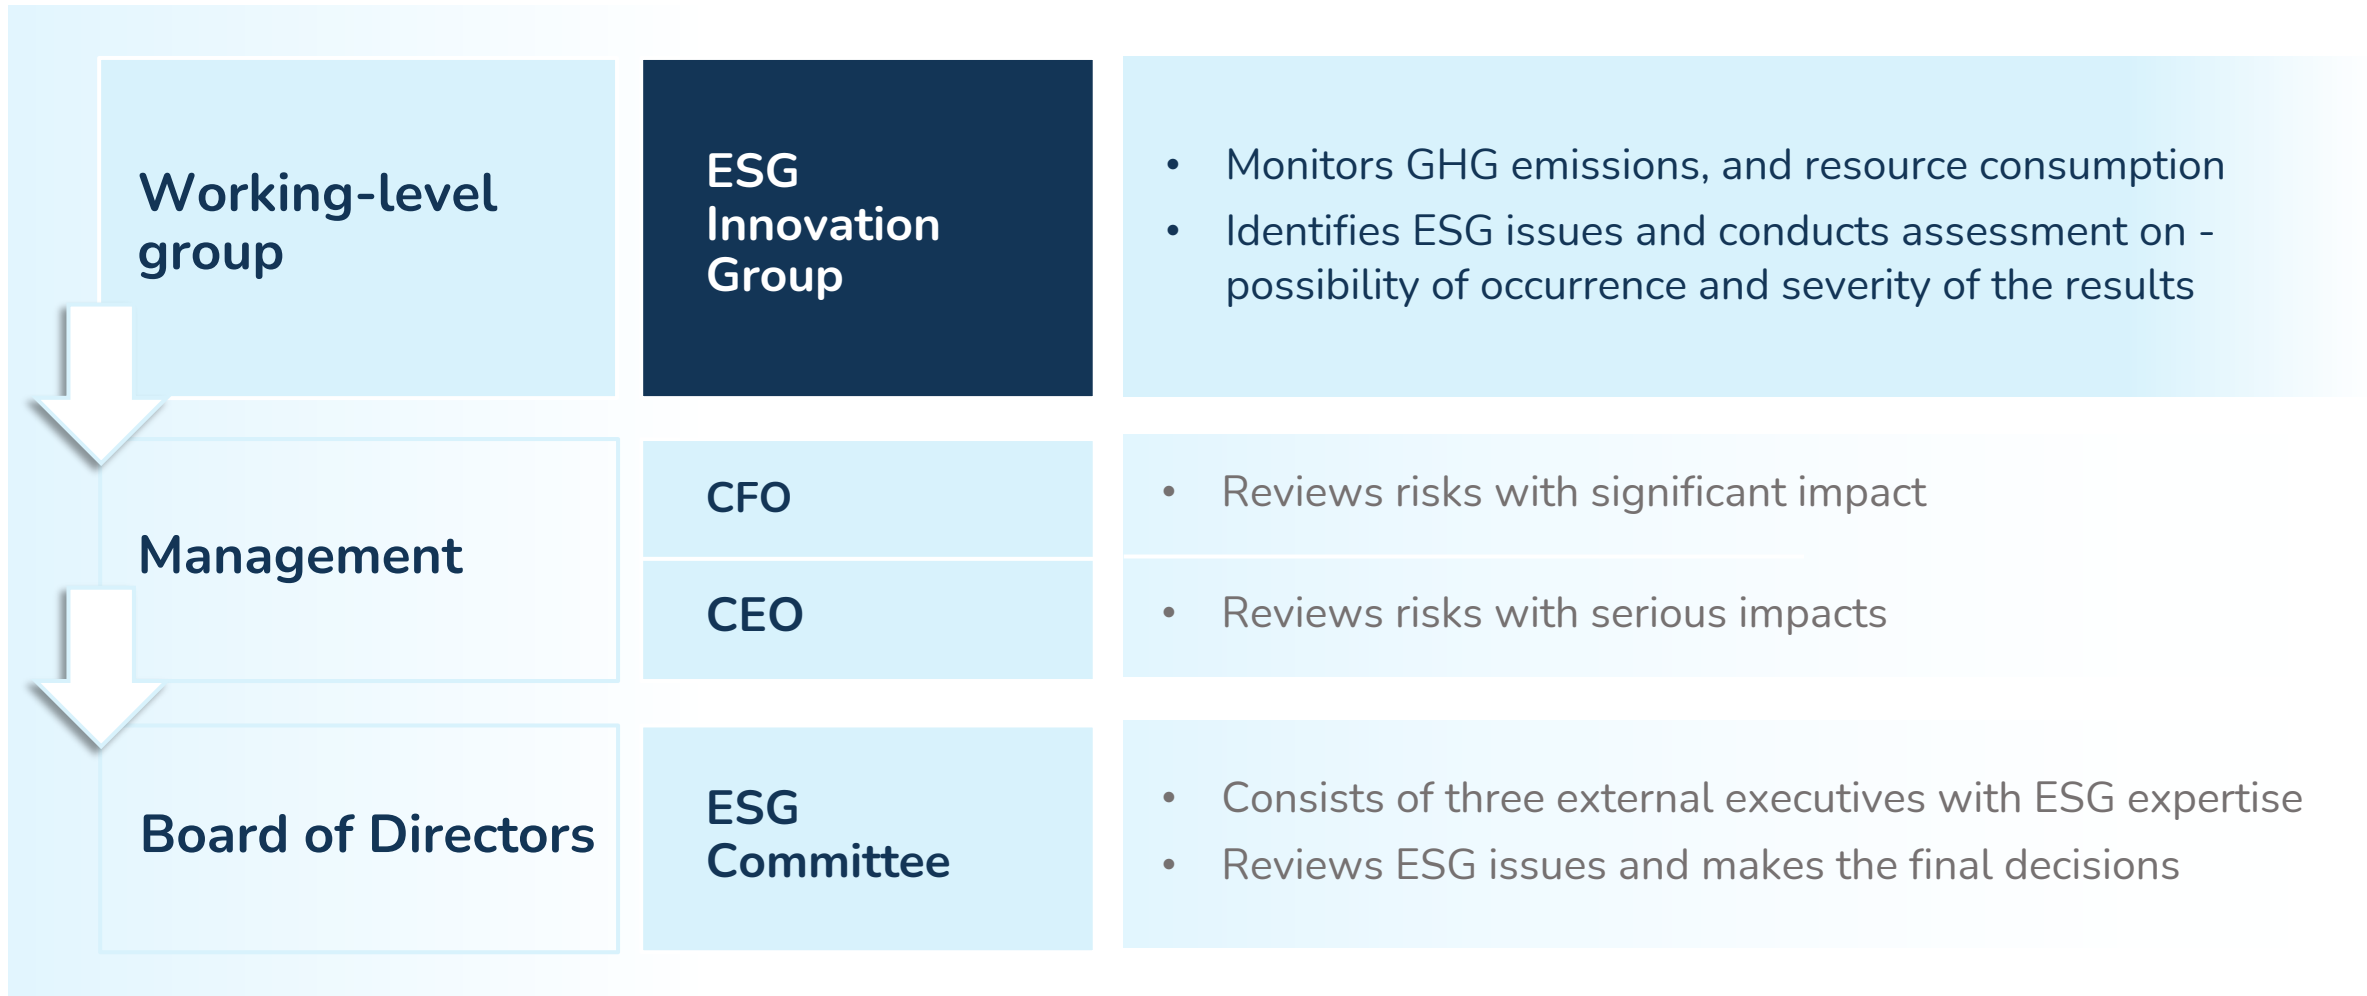 Working-level
group
ESG
Innovation
Group
• Monitors GHG emissions, and resource consumption
• Identifies ESG issues and conducts assessment on -
possibility of occurrence and severity of the results
Management
CFO
• Reviews risks with significant impact
CEO
• Reviews risks with serious impacts
Board of Directors
ESG
Committee
• Consists of three external executives with ESG expertise
• Reviews ESG issues and makes the final decisions